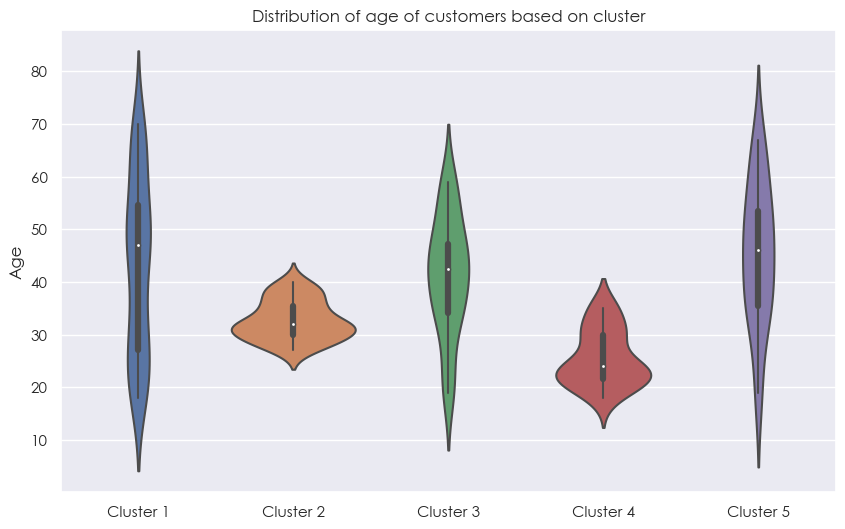 Distribution of age of customers based on cluster
Age
80
70
60
50
40
30
20
10
Cluster 1
Cluster 2
Cluster 3
Cluster 4
Cluster 5